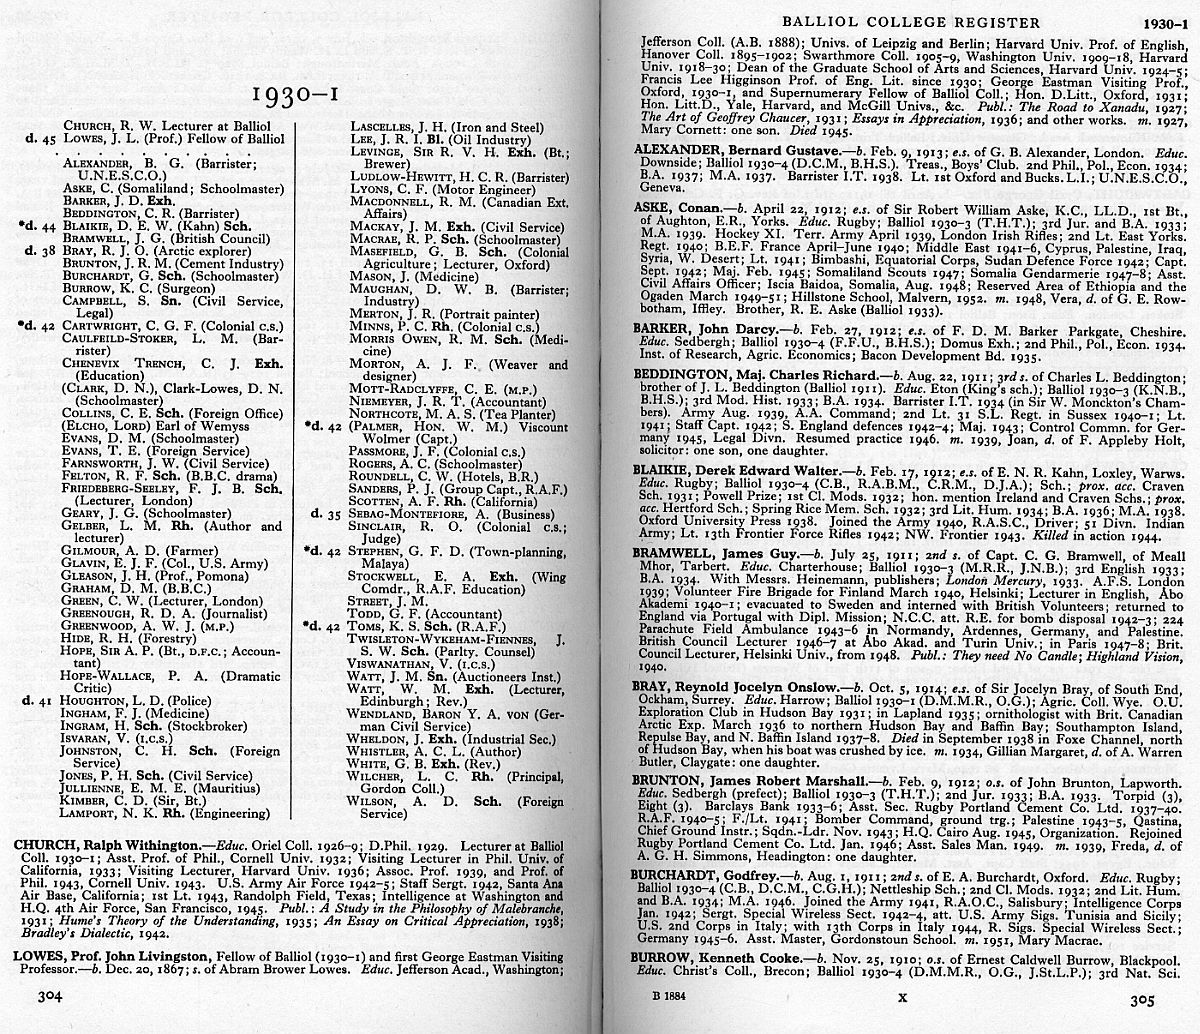 1930–1
CHURCH, R. W. Lecturer at Balliol
d. 45 LOWES, J. L. (Prof.) Fellow of Balliol
. . . . . . . .
ALEXANDER, B. G. (Barrister;
U.N.E.S.C.O.)
ASKE, C. (Somaliland; Schoolmaster)
BARKER, J. D. Exh.
BEDDINGTON, C. R. (Barrister)
*d. 44 BLAIKIE, D. E. W. (Kahn) Sch.
BRAMWELL, J. G. (British Council)
d. 38 BRAY, R. J. O. (Arctic explorer)
BRUNTON, J. R. M. (Cement Industry)
BURCHARDT, G. Sch. (Schoolmaster)
BURROW, K. C. (Surgeon)
CAMPBELL, S. Sn. (Civil Service,
Legal)
*d. 42 CARTWRIGHT, C. G. F. (Colonial c.s.)
CAULFEILD-STOKER, L. M. (Bar-
rister)
CHENEVIX TRENCH, C. J. Exh.
(Education)
(CLARK, D. N.), Clark-Lowes, D. N.
(Schoolmaster)
COLLINS, C. E. Sch. (Foreign Office)
(ELCHO, LORD) Earl of Wemyss
EVANS, D. M. (Schoolmaster)
EVANS, T. E. (Foreign Service)
FARNSWORTH, J. W. (Civil Service)
FELTON, R. F. Sch. (B.B.C. drama)
FRIEDEBERG-SEELEY, F. J. B. Sch.
(Lecturer, London)
GEARY, J. G. (Schoolmaster)
GELBER, L. M. Rh. (Author and
lecturer)
GILMOUR, A. D. (Farmer)
GLAVIN, E. J. F. (Col., U.S. Army)
GLEASON, J. H. (Prof., Pomona)
GRAHAM, D. M. (B.B.C.)
GREEN, C. W. (Lecturer, London)
GREENOUGH, R. D. A. (Journalist)
GREENWOOD, A. W. J. (M.P.)
HIDE, R. H. (Forestry)
HOPE, SIR A. P. (Bt., D.F.C.; Accoun-
tant)
HOPE-WALLACE, P. A. (Dramatic
Critic)
d. 41 HOUGHTON, L. D. (Police)
INGHAM, F. J. (Medicine)
INGRAM, H. Sch. (Stockbroker)
ISVARAN, V. (I.C.S.)
JOHNSTON, C. H. Sch. (Foreign
Service)
JONES, P. H. Sch. (Civil Service)
JULLIENNE, E. M. E. (Mauritius)
KIMBER, C. D. (Sir, Bt.)
LAMPORT, N. K. Rh. (Engineering)
LASCELLES, J. H. (Iron and Steel)
LEE, J. R. I. Bl. (Oil Industry)
LEVINGE, SIR R. V. H. Exh. (Bt.;
Brewer)
LUDLOW-HEWITT, H. C. R. (Barrister)
LYONS, C. F. (Motor Engineer)
MACDONNELL, R. M. (Canadian Ext.
Affairs)
MACKAY, J. M. Exh. (Civil Service)
MACRAE, R. P. Sch. (Schoolmaster)
MASEFIELD, G. B. Sch. (Colonial
Agriculture; Lecturer, Oxford)
MASON, J. (Medicine)
MAUGHAN, D. W. B. (Barrister;
Industry)
MERTON, J. R. (Portrait painter)
MINNS, P. C. Rh. (Colonial c.s.)
MORRIS OWEN, R. M. Sch. (Medi-
cine)
MORTON, A. J. F. (Weaver and
designer)
MOTT-RADCLYFFE, C. E. (M.P.)
NIEMEYER, J. R. T. (Accountant)
NORTHCOTE, M. A. S. (Tea Planter)
*d. 42 (PALMER, HON. W. M.) Viscount
Wolmer (Capt.)
PASSMORE, J. F. (Colonial c.s.)
ROGERS, A. C. (Schoolmaster)
ROUNDELL, C. W. (Hotels, B.R.)
SANDERS, P. J. (Group Capt., R.A.F.)
SCOTTEN, A. F. Rh. (California)
d. 35 SEBAG-MONTEFIORE, A. (Business)
SINCLAIR, R. O. (Colonial c.s.;
Judge)
*d. 42 STEPHEN, G. F. D. (Town-planning,
Malaya)
STOCKWELL, E. A. Exh. (Wing
Comdr., R.A.F. Education)
STREET, J. M.
TODD, G. F. (Accountant)
*d. 42 TOMS, K. S. Sch. (R.A.F.)
TWISLETON-WYKEHAM-FIENNES, J.
S. W. Sch. (Parlty. Counsel)
VISWANATHAN, V. (I.C.S.)
WATT, J. M. Sn. (Auctioneers Inst.)
WATT, W. M. Exh. (Lecturer,
Edinburgh; Rev.)
WENDLAND, BARON Y. A. VON (Ger-
man Civil Service)
WHELDON, J. Exh. (Industrial Sec.)
WHISTLER, A. C. L. (Author)
WHITE, G. B. Exh. (Rev.)
WILCHER, L. C. Rh. (Principal,
Gordon Coll.)
WILSON, A. D. Sch. (Foreign
Service)
CHURCH, Ralph Withington.—Educ. Oriel Coll. 1926–9; D.Phil. 1929. Lecturer at Balliol
Coll. 1930–1; Asst. Prof. of Phil., Cornell Univ. 1932; Visiting Lecturer in Phil. Univ. of
California, 1933; Visiting Lecturer, Harvard Univ. 1936; Assoc. Prof. 1939, and Prof. of
Phil. 1943, Cornell Univ. 1943. U.S. Army Air Force 1942–5; Staff Sergt. 1942, Santa Ana
Air Base, California; 1st Lt. 1943, Randolph Field, Texas; Intelligence at Washington and
H.Q. 4th Air Force, San Francisco, 1945. Publ.: A Study in the Philosophy of Malebranche,
1931; Hume's Theory of the Understanding, 1935; An Essay on Critical Appreciation, 1938;
Bradley's Dialectic, 1942.
LOWES, Prof. John Livingston, Fellow of Balliol (1930–1) and first George Eastman Visiting
Professor.—b. Dec. 20, 1867; s. of Abram Brower Lowes. Educ. Jefferson Acad., Washington;
304
BALLIOL COLLEGE REGISTER 1930–1
Jefferson Coll. (A.B. 1888); Univs. of Leipzig and Berlin; Harvard Univ. Prof. of English,
Hanover Coll. 1895–1902; Swarthmore Coll. 1905–9, Washington Univ. 1909–18, Harvard
Univ. 1918–30; Dean of the Graduate School of Arts and Sciences, Harvard Univ. 1924–5;
Francis Lee Higginson Prof. of Eng. Lit. since 1930; George Eastman Visiting Prof.,
Oxford, 1930–1, and Supernumerary Fellow of Balliol Coll.; Hon. D.Litt., Oxford, 1931;
Hon. Litt.D., Yale, Harvard, and McGill Univs., &c. Publ.: The Road to Xanadu, 1927;
The Art of Geoffrey Chaucer, 1931; Essays in Appreciation, 1936; and other works. m. 1927,
Mary Cornett: one son. Died 1945.
ALEXANDER, Bernard Gustave.—b. Feb. 9, 1913; e.s. of G. B. Alexander, London. Educ.
Downside; Balliol 1930–4 (D.C.M., B.H.S.). Treas., Boys' Club. 2nd Phil., Pol., Econ. 1934;
B.A. 1937; M.A. 1937. Barrister I.T. 1938. Lt. 1st Oxford and Bucks. L.I.; U.N.E.S.C.O.,
Geneva.
ASKE, Conan.—b. April 22, 1912; e.s. of Sir Robert William Aske, K.C., LL.D., 1st Bt.,
of Aughton, E.R., Yorks. Educ. Rugby; Balliol 1930–3 (T.H.T.); 3rd Jur. and B.A. 1933;
M.A. 1939. Hockey XI. Terr. Army April 1939, London Irish Rifles; 2nd Lt. East Yorks.
Regt. 1940; B.E.F. France April–June 1940; Middle East 1941–6, Cyprus, Palestine, Iraq,
Syria, W. Desert; Lt. 1941; Bimbashi, Equatorial Corps, Sudan Defence Force 1942; Capt.
Sept. 1942; Maj. Feb. 1945; Somaliland Scouts 1947; Somalia Gendarmerie 1947–8; Asst.
Civil Affairs Officer; Iscia Baidoa, Somalia, Aug. 1948; Reserved Area of Ethiopia and the
Ogaden March 1949–51; Hillstone School, Malvern, 1952. m. 1948, Vera, d. of G. E. Row-
botham, Iffley. Brother, R. E. Aske (Balliol 1933).
BARKER, John Darcy.—b. Feb. 27, 1912; e.s. of F. D. M. Barker Parkgate, Cheshire.
Educ. Sedbergh; Balliol 1930–4 (F.F.U., B.H.S.); Domus Exh.; 2nd Phil., Pol., Econ. 1934.
Inst. of Research, Agric. Economics; Bacon Development Bd. 1935.
BEDDINGTON, Maj. Charles Richard.—b. Aug. 22, 1911; 3rd s. of Charles L. Beddington;
brother of J. L. Beddington (Balliol 1911). Educ. Eton (King's sch.); Balliol 1930–3 (K.N.B.,
B.H.S.); 3rd Mod. Hist. 1933; B.A. 1934. Barrister I.T. 1934 (in Sir W. Monckton's Cham-
bers). Army Aug. 1939, A.A. Command; 2nd Lt. 31 S.L. Regt. in Sussex 1940–1; Lt.
1941; Staff Capt. 1942; S. England defences 1942–4; Maj. 1943; Control Commn. for Ger-
many 1945, Legal Divn. Resumed practice 1946. m. 1939, Joan, d. of F. Appleby Holt,
solicitor: one son, one daughter.
BLAIKIE, Derek Edward Walter.—b. Feb. 17, 1912; e.s. of E. N. R. Kahn, Loxley, Warws.
Educ. Rugby; Balliol 1930–4 (C.B., R.A.B.M., C.R.M., D.J.A.); Sch.; prox. acc. Craven
Sch. 1931; Powell Prize; 1st Cl. Mods. 1932; hon. mention Ireland and Craven Schs.; prox.
acc. Hertford Sch.; Spring Rice Mem. Sch. 1932; 3rd Lit. Hum. 1934; B.A. 1936; M.A. 1938.
Oxford University Press 1938. Joined the Army 1940, R.A.S.C., Driver; 51 Divn. Indian
Army; Lt. 13th Frontier Force Rifles 1942; NW. Frontier 1943. Killed in action 1944.
BRAMWELL, James Guy.—b. July 25, 1911; 2nd s. of Capt. C. G. Bramwell, of Meall
Mhor, Tarbert. Educ. Charterhouse; Balliol 1930–3 (M.R.R., J.N.B.); 3rd English 1933;
B.A. 1934. With Messrs. Heinemann, publishers; London Mercury, 1933. A.F.S. London
1939; Volunteer Fire Brigade for Finland March 1940, Helsinki; Lecturer in English, Åbo
Akademi 1940–1; evacuated to Sweden and interned with British Volunteers; returned to
England via Portugal with Dipl. Mission; N.C.C. att. R.E. for bomb disposal 1942–3; 224
Parachute Field Ambulance 1943–6 in Normandy, Ardennes, Germany, and Palestine.
British Council Lecturer 1946–7 at Åbo Akad. and Turin Univ.; in Paris 1947–8; Brit.
Council Lecturer, Helsinki Univ., from 1948. Publ.: They need No Candle; Highland Vision,
1940.
BRAY, Reynold Jocelyn Onslow.—b. Oct. 5, 1914; e.s. of Sir Jocelyn Bray, of South End,
Ockham, Surrey. Educ. Harrow; Balliol 1930–1 (D.M.M.R., O.G.); Agric. Coll. Wye. O.U.
Exploration Club in Hudson Bay 1931; in Lapland 1935; ornithologist with Brit. Canadian
Arctic Exp. March 1936 to northern Hudson Bay and Baffin Bay; Southampton Island,
Repulse Bay, and N. Baffin Island 1937–8. Died in September 1938 in Foxe Channel, north
of Hudson Bay, when his boat was crushed by ice. m. 1934, Gillian Margaret, d. of A. Warren
Butler, Claygate: one daughter.
BRUNTON, James Robert Marshall.—b. Feb. 9, 1912; o.s. of John Brunton, Lapworth.
Educ. Sedbergh (prefect); Balliol 1930–3 (T.H.T.); 2nd Jur. 1933; B.A. 1933. Torpid (3),
Eight (3). Barclays Bank 1933–6; Asst. Sec. Rugby Portland Cement Co. Ltd. 1937–40.
R.A.F. 1940–5; F./Lt. 1941; Bomber Command, ground trg.; Palestine 1943–5, Qastina,
Chief Ground Instr.; Sqdn.-Ldr. Nov. 1943; H.Q. Cairo Aug. 1945, Organization. Rejoined
Rugby Portland Cement Co. Ltd. Jan. 1946; Asst. Sales Man. 1949. m. 1939, Freda, d. of
A. G. H. Simmons, Headington: one daughter.
BURCHARDT, Godfrey.—b. Aug. 1, 1911; 2nd s. of E. A. Burchardt, Oxford. Educ. Rugby;
Balliol 1930–4 (C.B., D.C.M., C.G.H.); Nettleship Sch.; 2nd Cl. Mods. 1932; 2nd Lit. Hum.
and B.A. 1934; M.A. 1946. Joined the Army 1941, R.A.O.C., Salisbury; Intelligence Corps
Jan. 1942; Sergt. Special Wireless Sect. 1942–4, att. U.S. Army Sigs. Tunisia and Sicily;
U.S. 2nd Corps in Italy; with 13th Corps in Italy 1944, R. Sigs. Special Wireless Sect.;
Germany 1945–6. Asst. Master, Gordonstoun School. m. 1951, Mary Macrae.
BURROW, Kenneth Cooke.—b. Nov. 25, 1910; o.s. of Ernest Caldwell Burrow, Blackpool.
Educ. Christ's Coll., Brecon; Balliol 1930–4 (D.M.M.R., O.G., J.St.L.P.); 3rd Nat. Sci.
B 1884 X 305